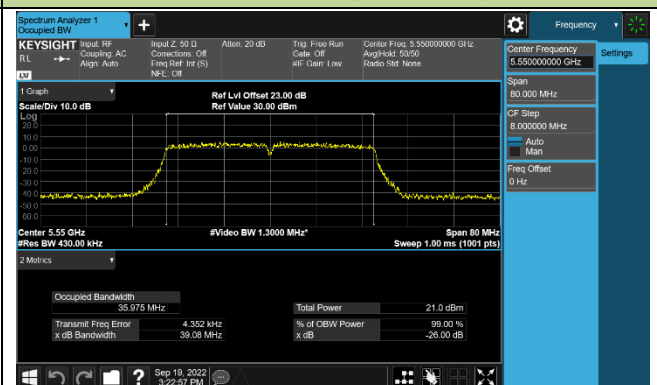 Spectrum Analyzer 1
Occupied BW
Frequency
KEYSIGHT
RL
LXI
Input: RF
Coupling: AC
Align: Auto
Input Z: 50 Ω
Corrections: Off
Freq Ref: Int (S)
NFE: Off
Atten: 20 dB
Trig: Free Run
Gate: Off
#IF Gain: Low
Center Freq: 5.550000000 GHz
Avg|Hold: 50/50
Radio Std: None
Center Frequency
5.550000000 GHz
Settings
Span
80.000 MHz
CF Step
8.000000 MHz
Auto
Man
Freq Offset
0 Hz
1 Graph
Scale/Div 10.0 dB
Ref Lvl Offset 23.00 dB
Ref Value 30.00 dBm
Log
20.0
10.0
0.00
-10.0
-20.0
-30.0
-40.0
-50.0
-60.0
Center 5.55 GHz
#Video BW 1.3000 MHz*
Span 80 MHz
#Res BW 430.00 kHz
Sweep 1.00 ms (1001 pts)
2 Metrics
Occupied Bandwidth
35.975 MHz
Total Power
21.0 dBm
Transmit Freq Error
4.352 kHz
% of OBW Power
99.00 %
x dB Bandwidth
39.08 MHz
x dB
-26.00 dB
?
Sep 19, 2022
3:22:57 PM